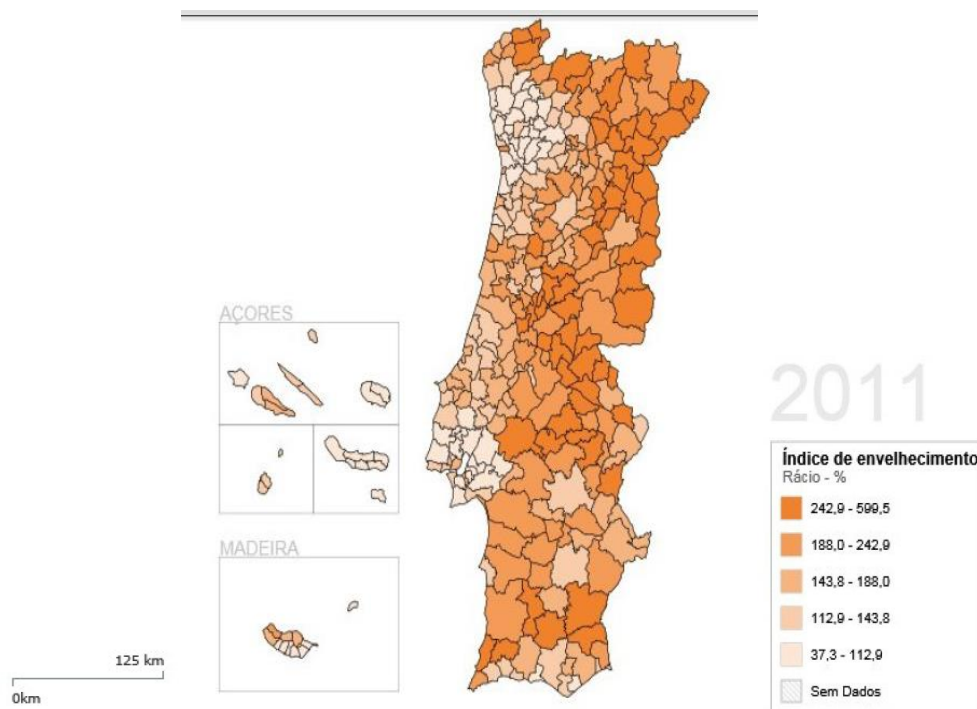 AÇORES
MADEIRA
125 km
0km
2011
Índice de envelhecimento
Rácio - %
242,9 - 599,5
188,0 - 242,9
143,8 - 188,0
112,9 - 143,8
37,3 - 112,9
Sem Dados